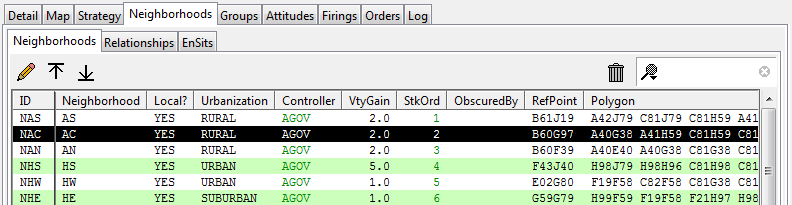 Detail Map Strategy Neighborhoods Groups Attitudes Firings Orders Log
Neighborhoods Relationships EnSits
ID Neighborhood Local? Urbanization Controller VtyGain StkOrd ObscuredBy RefPoint Polygon
NAS AS YES RURAL AGOV 2.0 1 B61J19 A42J79 C81J79 C81H59 A41
NAC AC YES RURAL AGOV 2.0 2 B60G97 A40G38 A41H59 C81H59 C81
NAN AN YES RURAL AGOV 2.0 3 B60F39 A40E40 A40G38 C81G38 C81
NHS HS YES URBAN AGOV 5.0 4 F43J40 H98J79 H98H96 C81H98 C81
NHW HW YES URBAN AGOV 1.0 5 E02G80 F19F58 C82F58 C81G38 C81
NHE HE YES SUBURBAN AGOV 1.0 6 G59G79 H99F59 F19F58 F21H97 H98